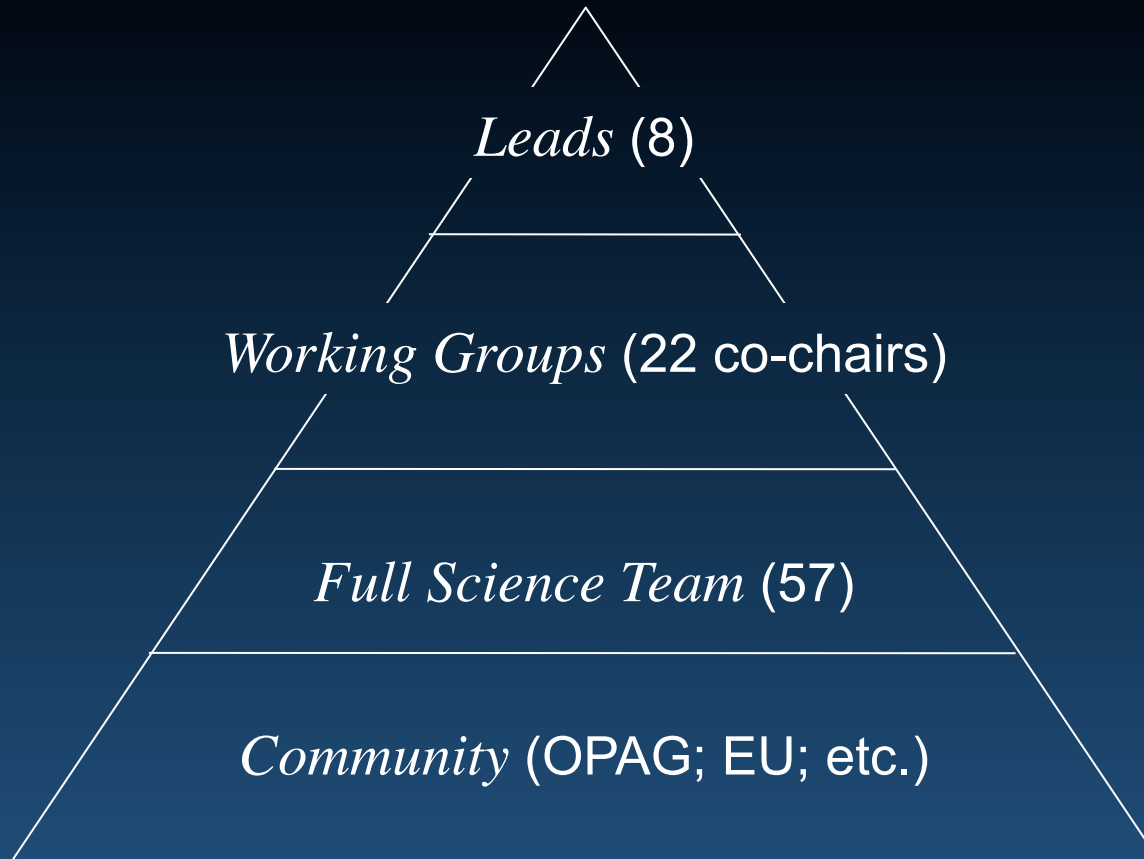 Leads (8)
Working Groups (22 co-chairs)
Full Science Team (57)
Community (OPAG; EU; etc.)